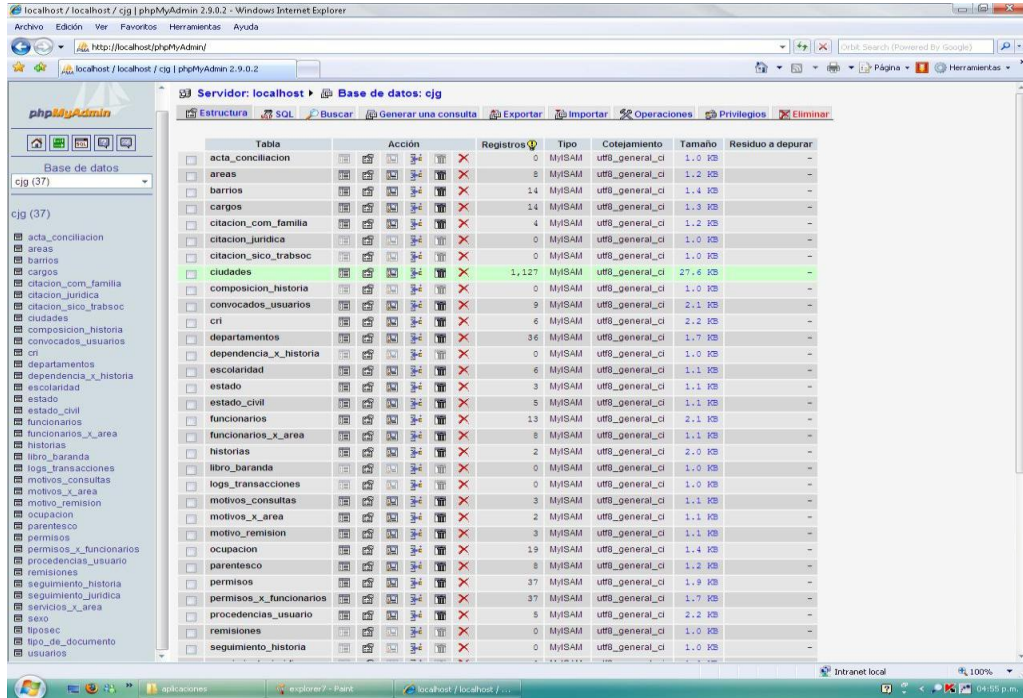 localhost / localhost / cjg | phpMyAdmin 2.9.0.2 - Windows Internet Explorer
Archivo Edición Ver Favoritos Herramientas Ayuda
http://localhost/phpMyAdmin/
Orbit Search (Powered By Google)
localhost / localhost / cjg | phpMyAdmin 2.9.0.2
Página
Herramientas
phpMyAdmin
Base de datos
cjg (37)
cjg (37)
acta_conciliacion
areas
barrios
cargos
citacion_com_familia
citacion_juridica
citacion_sico_trabsoc
ciudades
composicion_historia
convocados_usuarios
cri
departamentos
dependencia_x_historia
escolaridad
estado
estado_civil
funcionarios
funcionarios_x_area
historias
libro_baranda
logs_transacciones
motivos_consultas
motivos_x_area
motivo_remision
ocupacion
parentesco
permisos
permisos_x_funcionarios
procedencias_usuario
remisiones
seguimiento_historia
seguimiento_juridica
servicios_x_area
sexo
tiposec
tipo_de_documento
usuarios
Servidor: localhost Base de datos: cjg
Estructura SQL Buscar Generar una consulta Exportar Importar Operaciones Privilegios Eliminar
Tabla Acción Registros Tipo Cotejamiento Tamaño Residuo a depurar
acta_conciliacion 0 MyISAM utf8_general_ci 1.0 KB -
areas 8 MyISAM utf8_general_ci 1.2 KB -
barrios 14 MyISAM utf8_general_ci 1.4 KB -
cargos 14 MyISAM utf8_general_ci 1.3 KB -
citacion_com_familia 4 MyISAM utf8_general_ci 1.2 KB -
citacion_juridica 0 MyISAM utf8_general_ci 1.0 KB -
citacion_sico_trabsoc 0 MyISAM utf8_general_ci 1.0 KB -
ciudades 1,127 MyISAM utf8_general_ci 27.6 KB -
composicion_historia 0 MyISAM utf8_general_ci 1.0 KB -
convocados_usuarios 9 MyISAM utf8_general_ci 2.1 KB -
cri 6 MyISAM utf8_general_ci 2.2 KB -
departamentos 36 MyISAM utf8_general_ci 1.7 KB -
dependencia_x_historia 0 MyISAM utf8_general_ci 1.0 KB -
escolaridad 6 MyISAM utf8_general_ci 1.1 KB -
estado 3 MyISAM utf8_general_ci 1.1 KB -
estado_civil 5 MyISAM utf8_general_ci 1.1 KB -
funcionarios 13 MyISAM utf8_general_ci 2.1 KB -
funcionarios_x_area 8 MyISAM utf8_general_ci 1.1 KB -
historias 2 MyISAM utf8_general_ci 2.0 KB -
libro_baranda 0 MyISAM utf8_general_ci 1.0 KB -
logs_transacciones 0 MyISAM utf8_general_ci 1.0 KB -
motivos_consultas 3 MyISAM utf8_general_ci 1.1 KB -
motivos_x_area 2 MyISAM utf8_general_ci 1.1 KB -
motivo_remision 3 MyISAM utf8_general_ci 1.1 KB -
ocupacion 19 MyISAM utf8_general_ci 1.4 KB -
parentesco 8 MyISAM utf8_general_ci 1.2 KB -
permisos 37 MyISAM utf8_general_ci 1.9 KB -
permisos_x_funcionarios 37 MyISAM utf8_general_ci 1.7 KB -
procedencias_usuario 5 MyISAM utf8_general_ci 2.2 KB -
remisiones 0 MyISAM utf8_general_ci 1.0 KB -
seguimiento_historia 0 MyISAM utf8_general_ci 1.0 KB -
Intranet local 100%
aplicaciones
explorer7 - Paint
localhost / localhost / ...
04:55 p.m.